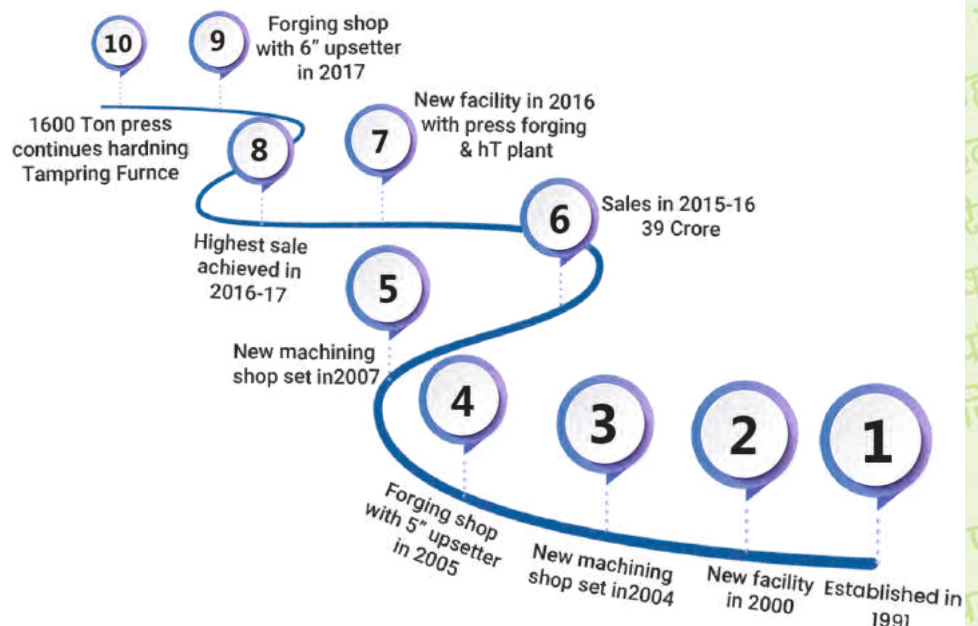 10
9
Forging shop
with 6" upsetter
in 2017
1600 Ton press
continues hardning
Tampring Furnce
8
7
New facility in 2016
with press forging
& hT plant
Highest sale
achieved in
2016-17
6
Sales in 2015-16
39 Crore
5
New machining
shop set in2007
4
Forging shop
with 5" upsetter
in 2005
3
New machining
shop set in2004
2
New facility
in 2000
1
Established in
1991